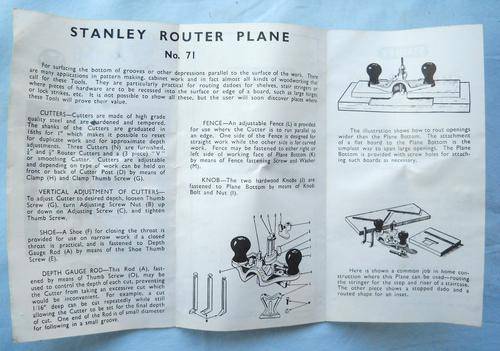 STANLEY ROUTER PLANE
No. 71
For surfacing the bottom of grooves or other depressions parallel to the surface of the work. There
are many applications in pattern making, cabinet work and in fact almost all kinds of woodworking that
call for these Tools. They are particularly practical for routing dadoes for shelves, stair stringers or
where pieces of hardware are to be recessed into the surface or edge of a board, such as large hinges
or lock strikes, etc. It is not possible to show all these, but the user will soon discover places where
these Tools will prove their value.
CUTTERS—Cutters are made of high grade
quality steel and are hardened and tempered.
The shanks of the Cutters are graduated in
16ths for 1" which makes it possible to reset
for duplicate work and for approximate depth
adjustments. Three Cutters (N) are furnished,
¼" and ½" Router Cutters and a (3 piece) "V"
or smoothing Cutter. Cutters are adjustable
and depending on type of work can be held on
front or back of Cutter Post (D) by means of
Clamp (H) and Clamp Thumb Screw (G).
VERTICAL ADJUSTMENT OF CUTTERS—
To adjust Cutter to desired depth, loosen Thumb
Screw (G), turn Adjusting Screw Nut (B) up
or down on Adjusting Screw (C), and tighten
Thumb Screw.
SHOE—A Shoe (F) for closing the throat is
provided for use on narrow work if a closed
throat is practical, and is fastened to Depth
Gauge Rod (A) by means of the Shoe Thumb
Screw (E).
DEPTH GAUGE ROD—This Rod (A), fast-
ened by means of Thumb Screw (O), may be
used to control the depth of each cut, preventing
the Cutter from taking an excessive cut which
would be inconvenient. For example, a cut
1/16" deep can be cut repeatedly while still
allowing the Cutter to be set for the final depth
of cut. One end of the Rod is of small diameter
for following in a small groove.
FENCE—An adjustable Fence (L) is provided
for use where the Cutter is to run parallel to
an edge. One side of the Fence is designed for
straight work while the other side is for curved
work. Fence may be fastened to either right or
left side of working face of Plane Bottom (K)
by means of Fence fastening Screw and Washer
(M).
KNOB—The two hardwood Knobs (J) are
fastened to Plane Bottom by means of Knob
Bolt and Nut (I).
The illustration shows how to rout openings
wider than the Plane Bottom. The attachment
of a flat board to the Plane Bottom is the
simplest way to span large openings. The Plane
Bottom is provided with screw holes for attach-
ing such boards as necessary.
Here is shown a common job in home con-
struction where this Plane can be used—routing
the stringer for the step and riser of a staircase.
The other piece shows a stopped dado and a
routed shape for an inset.